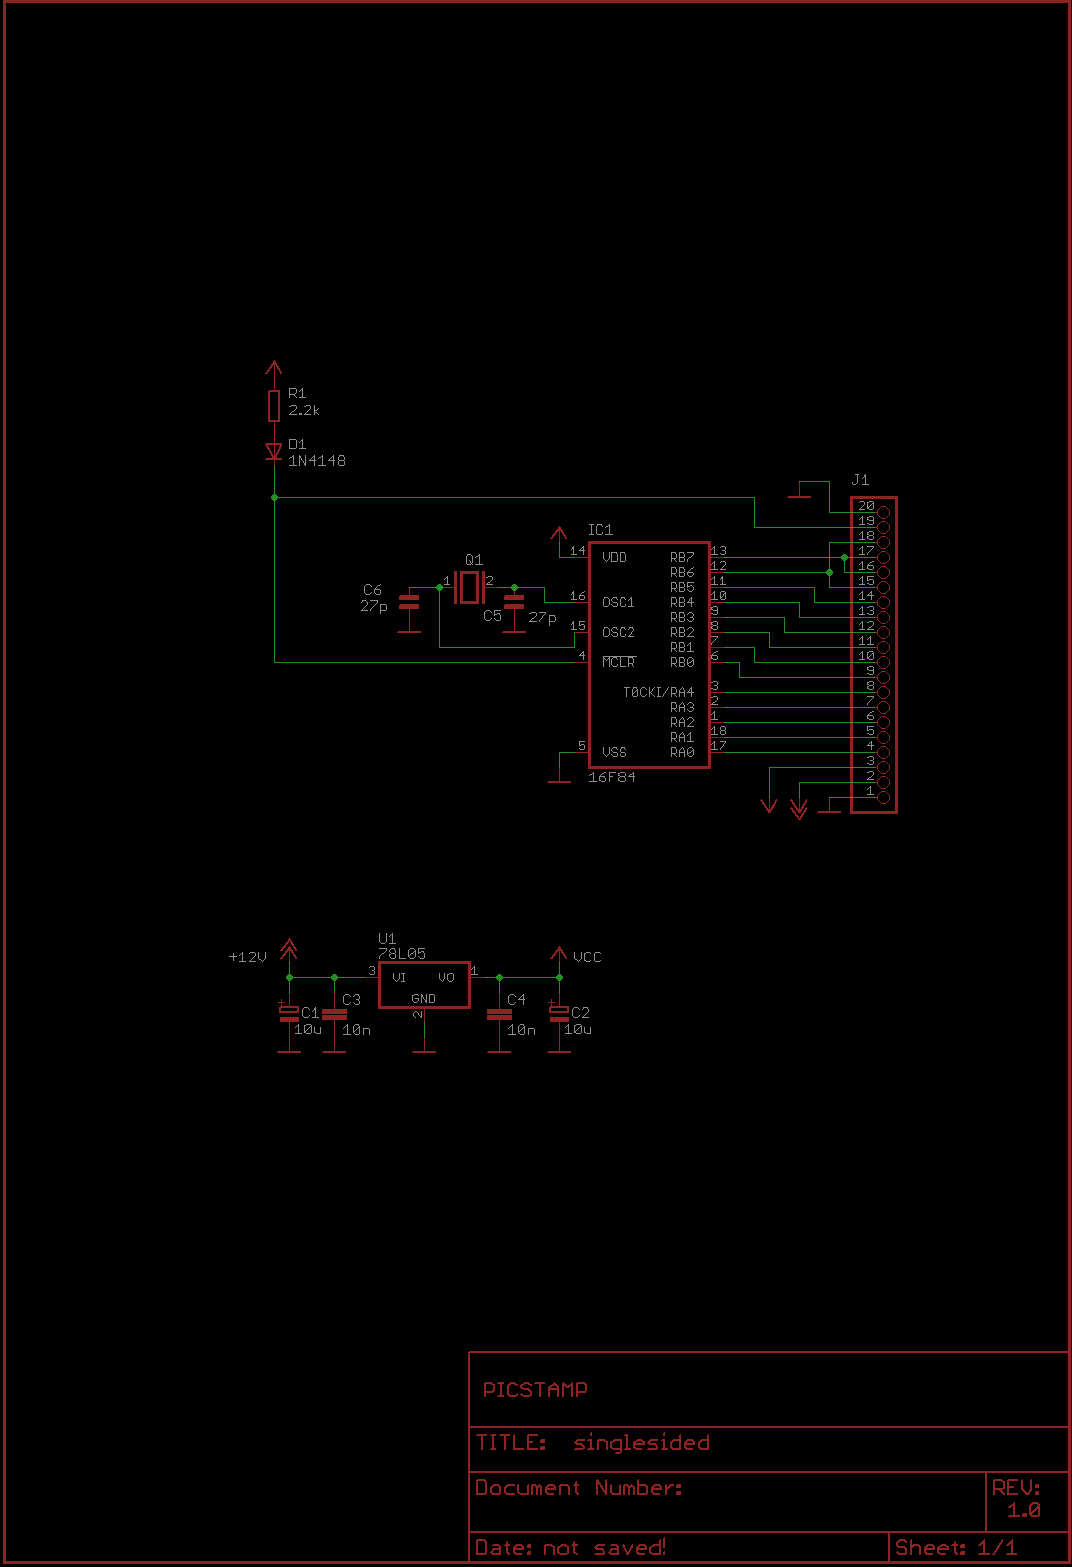 R1
2.2k
D1
1N4148
J1
20
19
18
17
16
15
14
13
12
11
10
9
8
7
6
5
4
3
2
1
IC1
14 VDD RB7 13
RB6 12
RB5 11
16 OSC1 RB4 10
RB3 9
15 OSC2 RB2 8
RB1 7
4 MCLR RB0 6
T0CKI/RA4 3
RA3 2
RA2 1
RA1 18
5 VSS RA0 17
16F84
Q1
1 2
C6
27p
C5 27p
U1
78L05
+12V
3 VI VO 1
GND
2
VCC
+
C1
10u
C3
10n
C4
10n
+
C2
10u
PICSTAMP
TITLE: singlesided
Document Number:
REV:
1.0
Date: not saved!
Sheet: 1/1